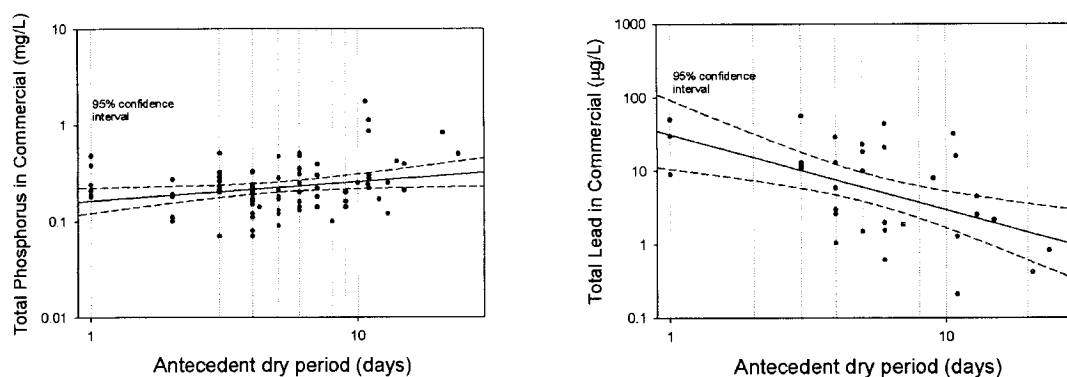 Total Phosphorus in Commercial (mg/L)
10
1
0.1
0.01
95% confidence
interval
1
10
Antecedent dry period (days)
Total Lead in Commercial (µg/L)
1000
100
10
1
0.1
95% confidence
interval
1
10
Antecedent dry period (days)